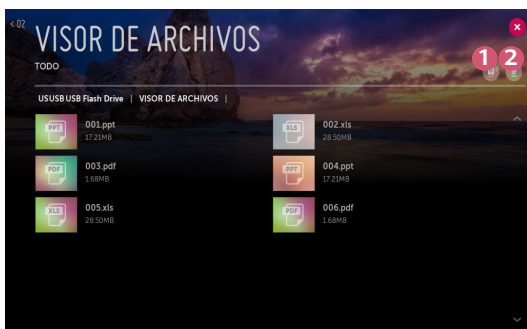 < 02
VISOR DE ARCHIVOS
TODO
1 2
USUSB USB Flash Drive | VISOR DE ARCHIVOS |
PPT 001.ppt
17.21MB
XLS 002.xls
28.50MB
PDF 003.pdf
1.68MB
PPT 004.ppt
17.21MB
XLS 005.xls
28.50MB
PDF 006.pdf
1.68MB